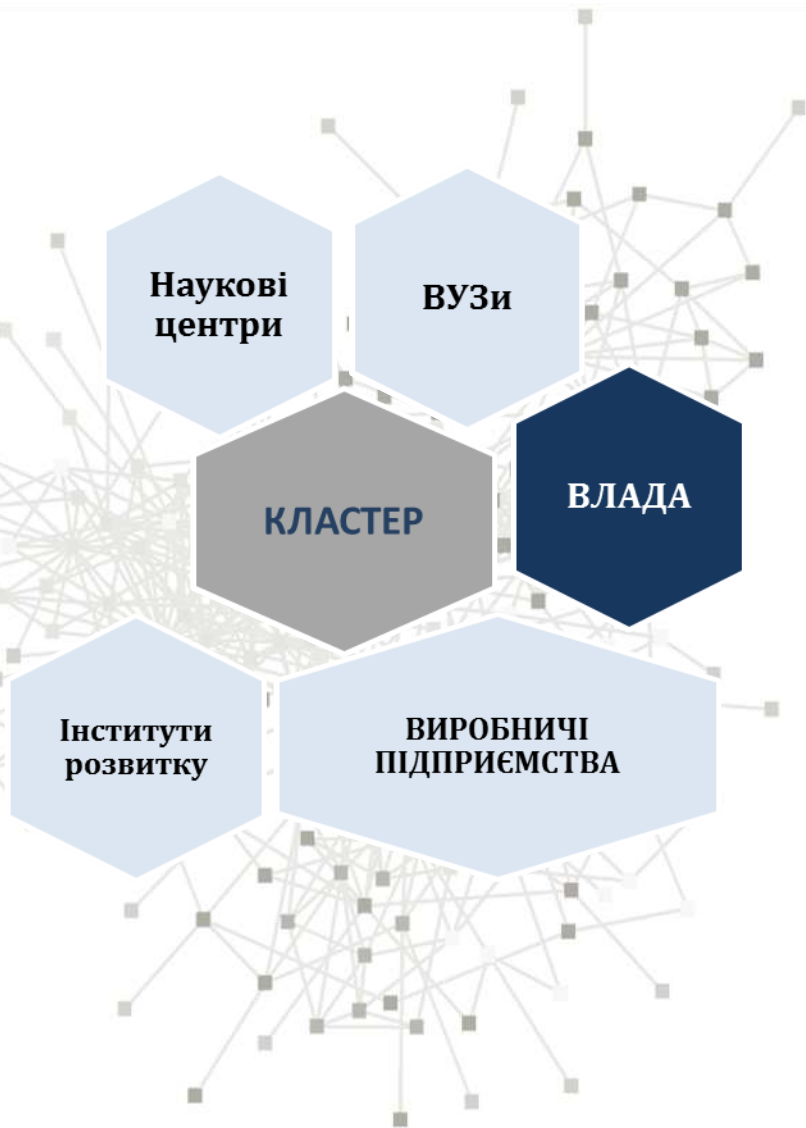 Наукові
центри
ВУЗи
ВЛАДА
КЛАСТЕР
Інститути
розвитку
ВИРОБНИЧІ
ПІДПРИЄМСТВА